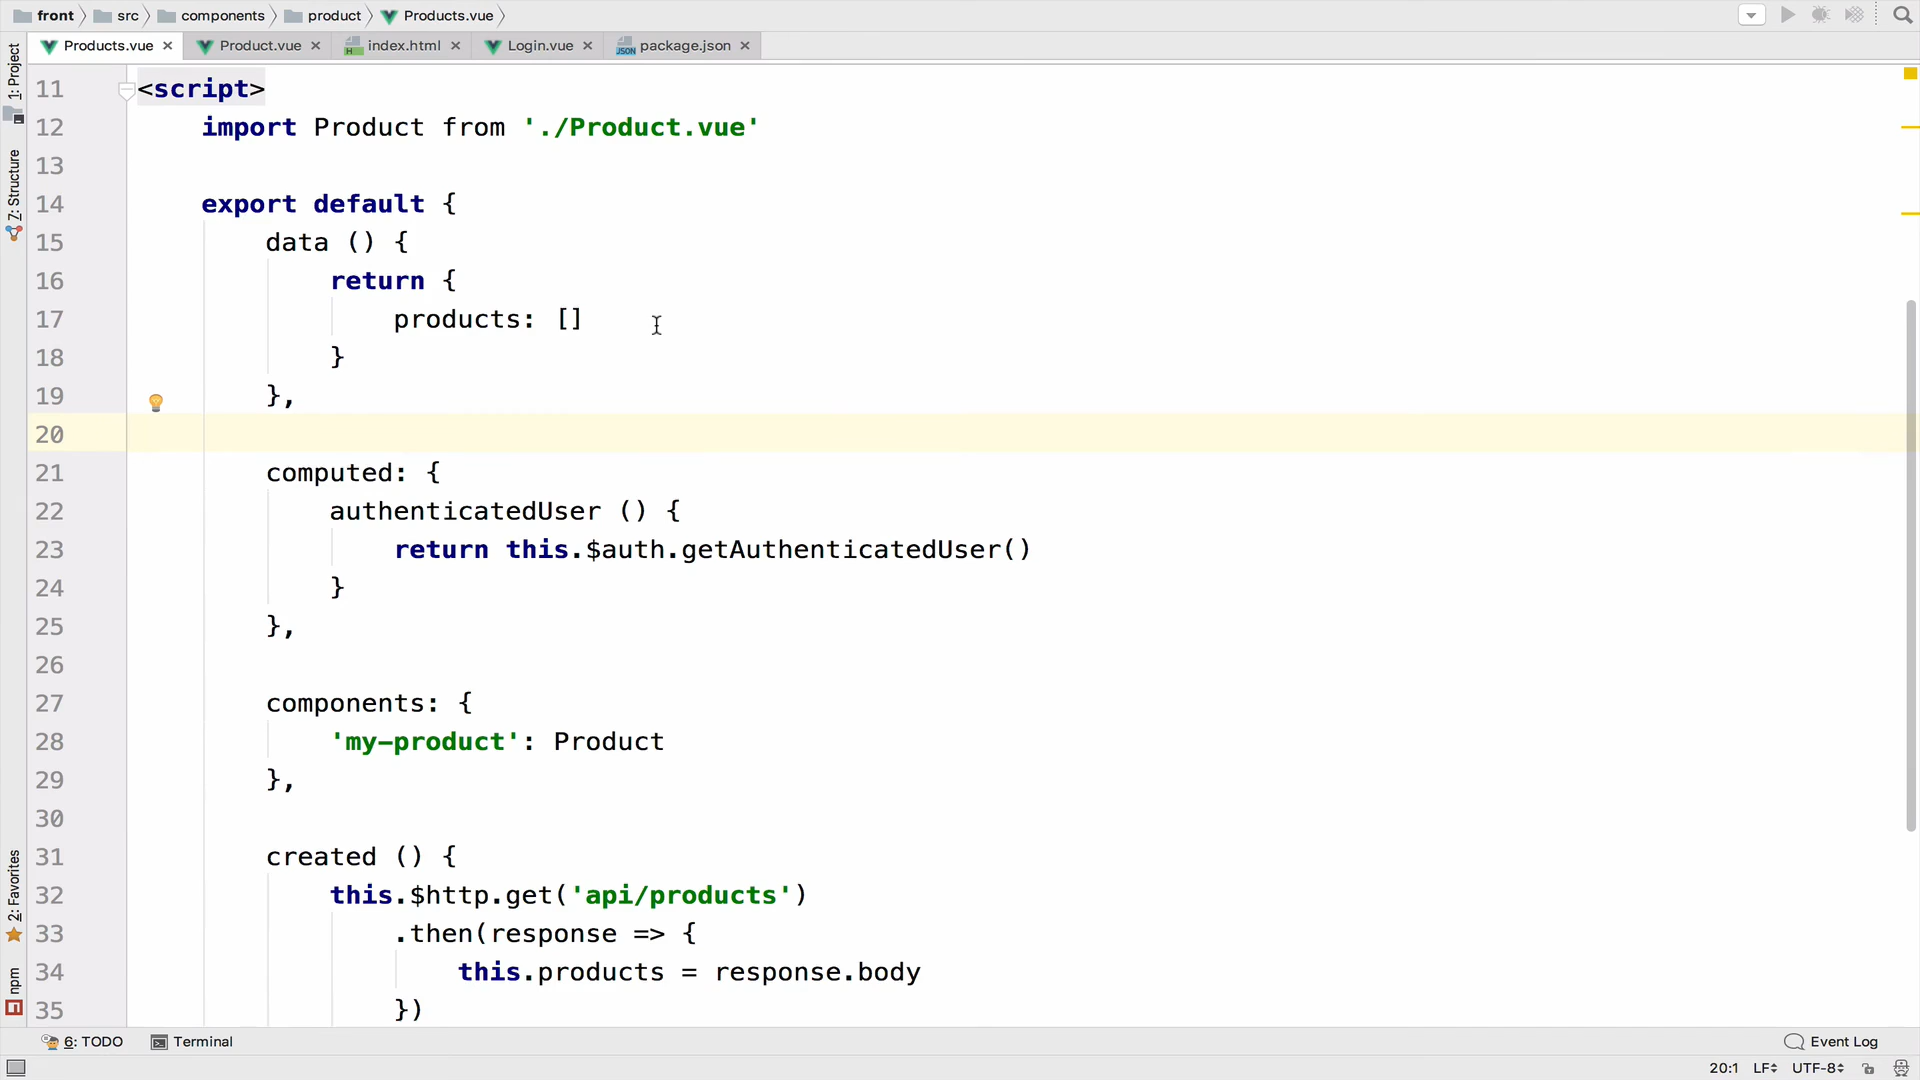 front src components product Products.vue
Products.vue Product.vue index.html Login.vue package.json
1: Project
7: Structure
2: Favorites
npm
11 <script>
12 import Product from './Product.vue'
13
14 export default {
15 data () {
16 return {
17 products: []
18 }
19 },
20
21 computed: {
22 authenticatedUser () {
23 return this.$auth.getAuthenticatedUser()
24 }
25 },
26
27 components: {
28 'my-product': Product
29 },
30
31 created () {
32 this.$http.get('api/products')
33 .then(response => {
34 this.products = response.body
35 })
6: TODO Terminal Event Log
20:1 LF UTF-8